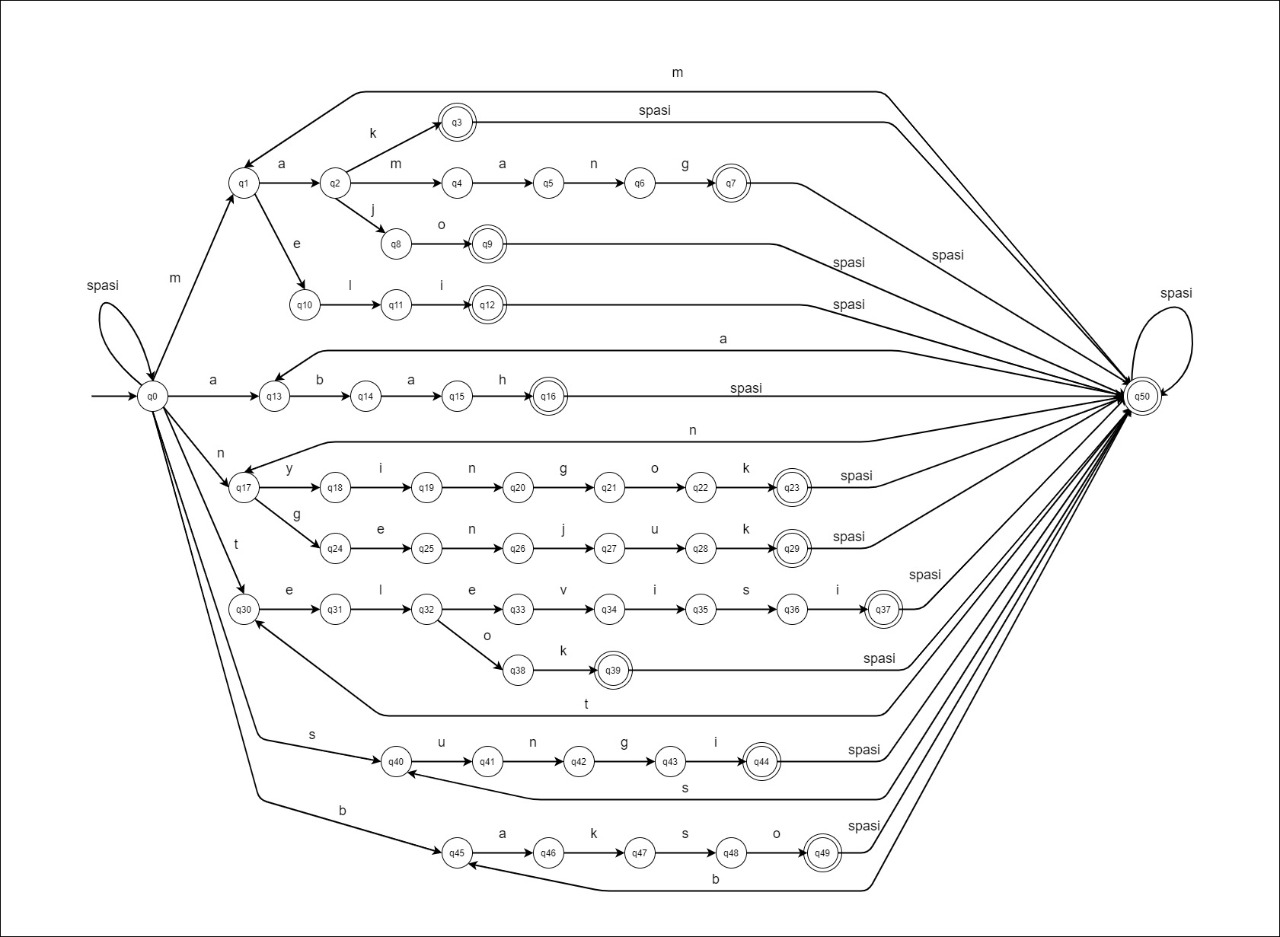 m
spasi
q3
k
a
m
a
n
g
q1
q2
q4
q5
q6
q7
j
o
q8
q9
spasi
spasi
e
m
spasi
l
i
spasi
spasi
q10
q11
q12
a
a
b
a
h
spasi
q0
q13
q14
q15
q16
q50
n
n
y
i
n
g
o
k
spasi
q17
q18
q19
q20
q21
q22
q23
g
e
n
j
u
k
spasi
t
q24
q25
q26
q27
q28
q29
spasi
e
l
e
v
i
s
i
q30
q31
q32
q33
q34
q35
q36
q37
o
k
spasi
q38
q39
t
s
u
n
g
i
spasi
q40
q41
q42
q43
q44
s
b
a
k
s
o
spasi
q45
q46
q47
q48
q49
b